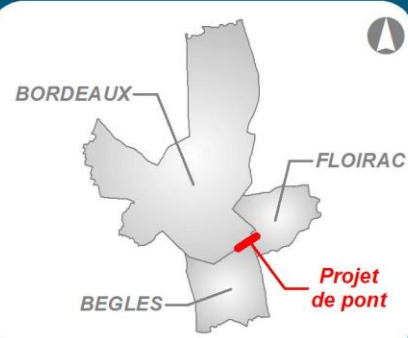 BORDEAUX
FLOIRAC
Projet
de pont
BEGLES